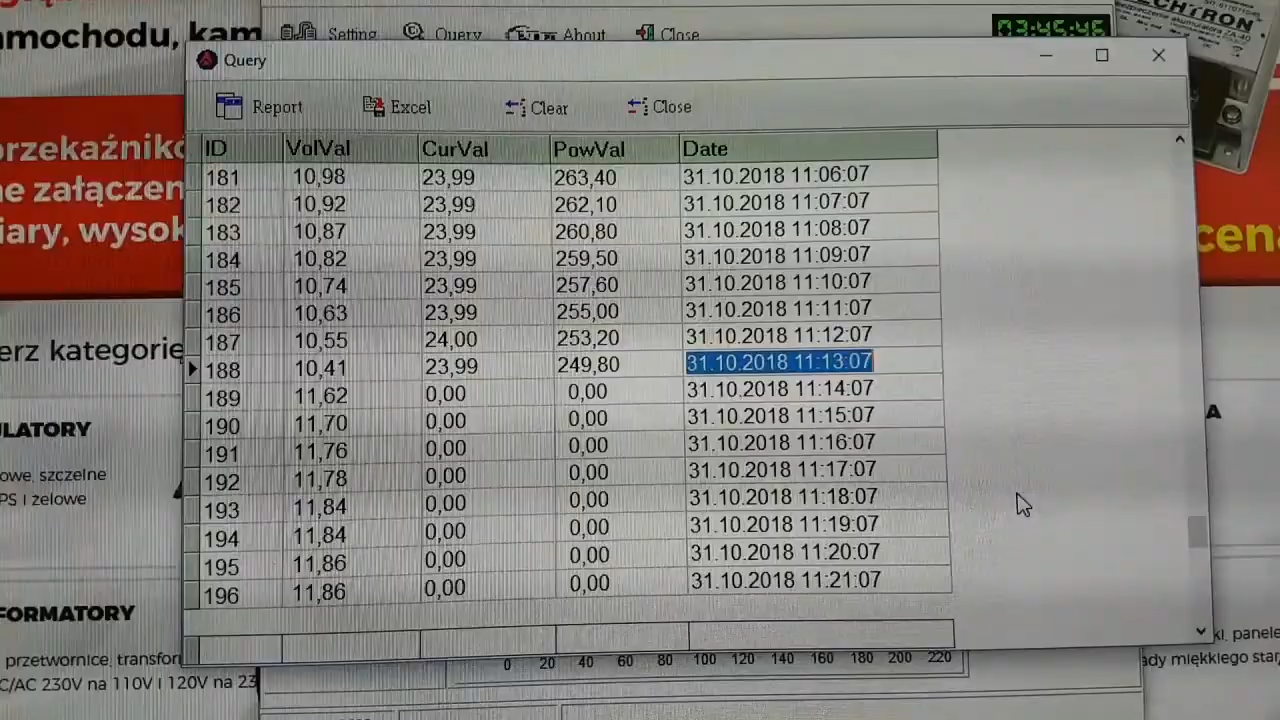 mochodu, kam
Setting Query About Close
03:45:46
Query
Report Excel Clear Close
ID VolVal CurVal PowVal Date
181 10,98 23,99 263,40 31.10.2018 11:06:07
182 10,92 23,99 262,10 31.10.2018 11:07:07
183 10,87 23,99 260,80 31.10.2018 11:08:07
184 10,82 23,99 259,50 31.10.2018 11:09:07
185 10,74 23,99 257,60 31.10.2018 11:10:07
186 10,63 23,99 255,00 31.10.2018 11:11:07
187 10,55 24,00 253,20 31.10.2018 11:12:07
188 10,41 23,99 249,80 31.10.2018 11:13:07
189 11,62 0,00 0,00 31.10.2018 11:14:07
190 11,70 0,00 0,00 31.10.2018 11:15:07
191 11,76 0,00 0,00 31.10.2018 11:16:07
192 11,78 0,00 0,00 31.10.2018 11:17:07
193 11,84 0,00 0,00 31.10.2018 11:18:07
194 11,84 0,00 0,00 31.10.2018 11:19:07
195 11,86 0,00 0,00 31.10.2018 11:20:07
196 11,86 0,00 0,00 31.10.2018 11:21:07
0 20 40 60 80 100 120 140 160 180 200 220
orzekaźnikó
ne załączen
iary, wysok
erz kategorię
ULATORY
owe, szczelne
PS i żelowe
FORMATORY
przetwornice, transfor
C/AC 230V na 110V i 120V na 23
ECHTRON
cena
A
kl. panele
ady miękkiego star